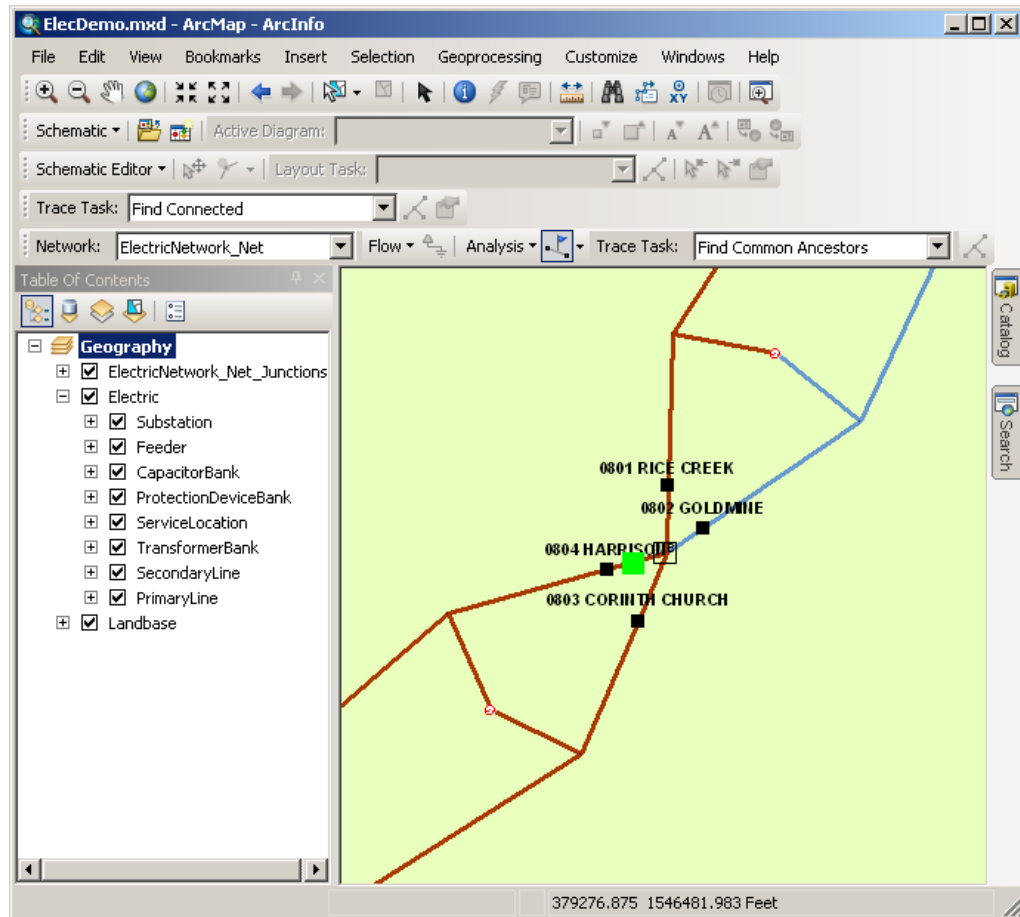 ElecDemo.mxd - ArcMap - ArcInfo
File Edit View Bookmarks Insert Selection Geoprocessing Customize Windows Help
Schematic Active Diagram:
Schematic Editor Layout Task:
Trace Task: Find Connected
Network: ElectricNetwork_Net Flow Analysis Trace Task: Find Common Ancestors
Table Of Contents
Geography
ElectricNetwork_Net_Junctions
Electric
Substation
Feeder
CapacitorBank
ProtectionDeviceBank
ServiceLocation
TransformerBank
SecondaryLine
PrimaryLine
Landbase
0801 RICE CREEK
0802 GOLDMINE
0804
0803 CORINTH CHURCH
Catalog
Search
379276.875 1546481.983 Feet